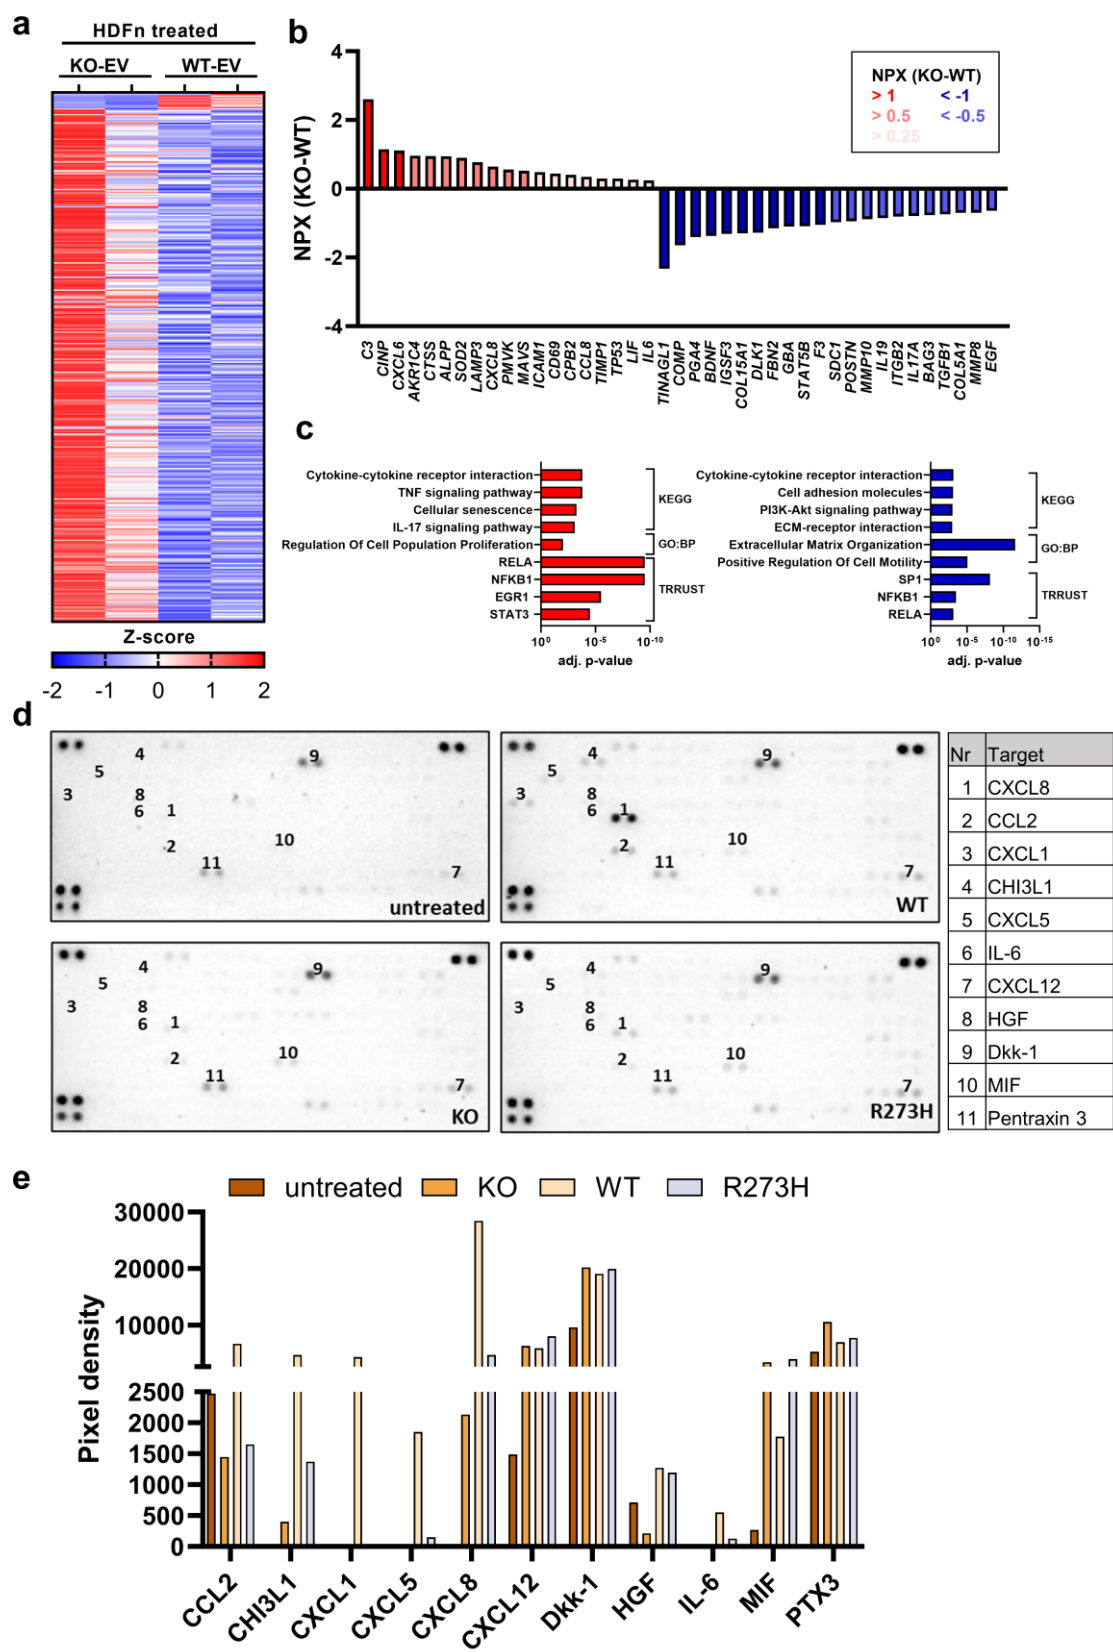 a
HDFn treated
KO-EV WT-EV
Z-score
-2 -1 0 1 2
b
NPX (KO-WT)
4
2
0
-2
-4
NPX (KO-WT)
> 1 < -1
> 0.5 < -0.5
> 0.25
C3 CINP CXCL6 AKR1C4 CTSS ALPP SOD2 LAMP3 CXCL8 PMVK MAVS ICAM1 CD69 CPB2 CCL8 TIMP1 TP53 LIF IL6 TINAGL1 COMP PGA4 BDNF IGSF3 COL15A1 DLK1 FBN2 GBA STAT5B F3 SDC1 POSTN MMP10 IL19 ITGB2 IL17A BAG3 TGFB1 COL5A1 MMP8 EGF
c
Cytokine-cytokine receptor interaction
TNF signaling pathway
Cellular senescence
IL-17 signaling pathway
KEGG
Regulation Of Cell Population Proliferation
GO:BP
RELA
NFKB1
EGR1
STAT3
TRRUST
10⁰ 10⁻⁵ 10⁻¹⁰
adj. p-value
Cytokine-cytokine receptor interaction
Cell adhesion molecules
PI3K-Akt signaling pathway
ECM-receptor interaction
KEGG
Extracellular Matrix Organization
Positive Regulation Of Cell Motility
GO:BP
SP1
NFKB1
RELA
TRRUST
10⁰ 10⁻⁵ 10⁻¹⁰ 10⁻¹⁵
adj. p-value
d
4
9
5
3
8
1
6
2
10
11
7
untreated
4
9
5
3
8
1
6
2
10
11
7
WT
4
9
5
3
8
6
1
2
10
11
7
KO
4
9
5
3
8
6
1
2
10
11
7
R273H
Nr Target
1 CXCL8
2 CCL2
3 CXCL1
4 CHI3L1
5 CXCL5
6 IL-6
7 CXCL12
8 HGF
9 Dkk-1
10 MIF
11 Pentraxin 3
e
untreated KO WT R273H
Pixel density
30000
20000
10000
2500
2000
1500
1000
500
0
CCL2 CHI3L1 CXCL1 CXCL5 CXCL8 CXCL12 Dkk-1 HGF IL-6 MIF PTX3